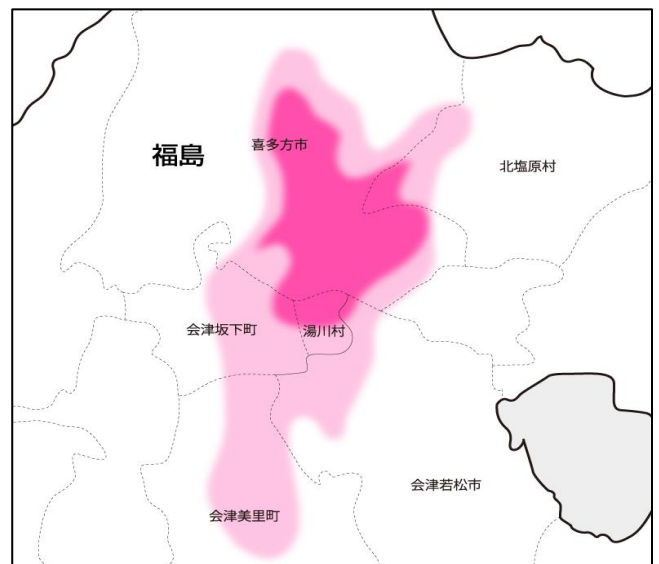 福島
喜多方市
北塩原村
会津坂下町
湯川村
会津若松市
会津美里町